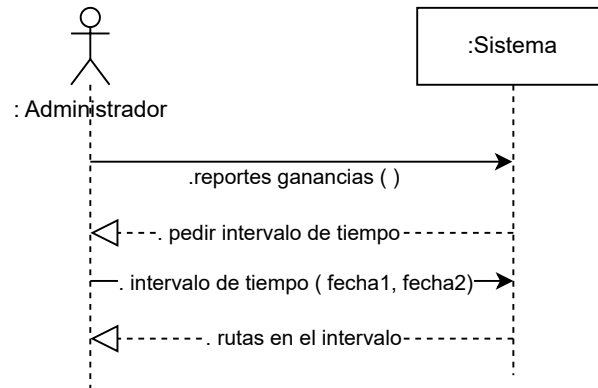 :Sistema
: Administrador
.reportes ganancias ( )
. pedir intervalo de tiempo
. intervalo de tiempo ( fecha1, fecha2)
. rutas en el intervalo